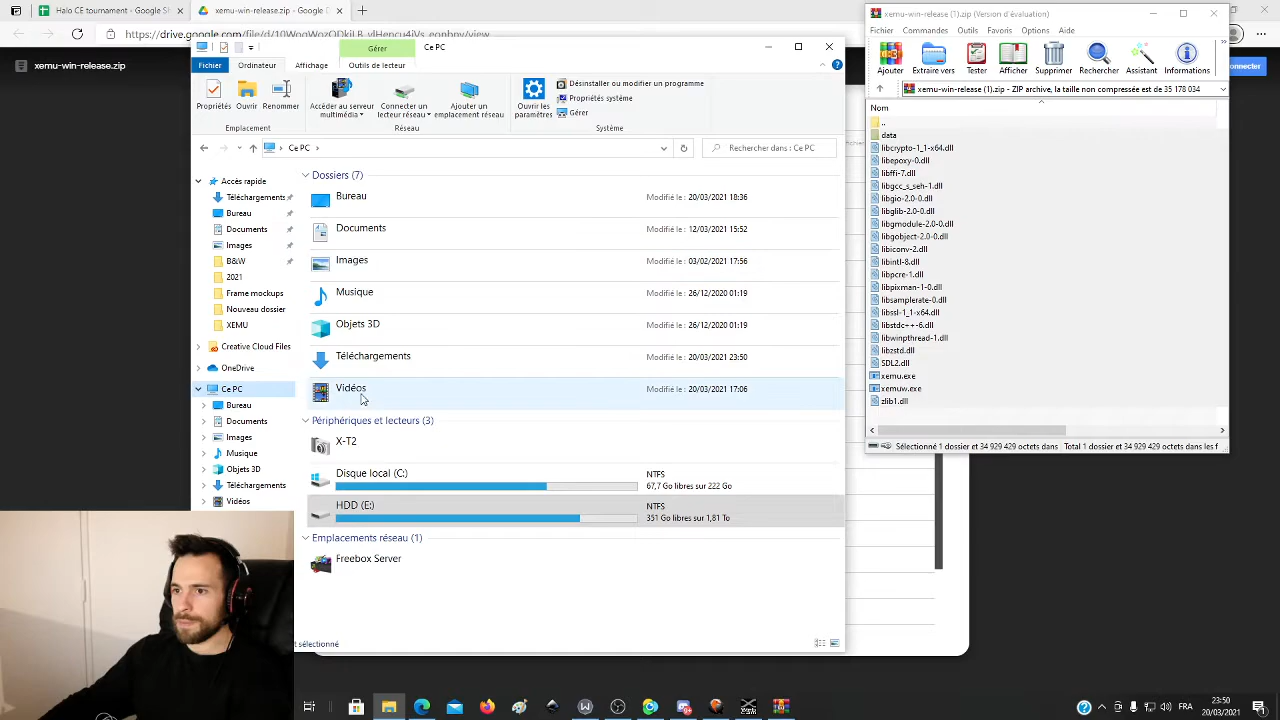 Halo CE tournament - Google Sh
xemu-win-release.zip - Google D
xemu-win-release.zip
Gérer
Ce PC
Fichier
Ordinateur
Affichage
Outils de lecteur
Propriétés
Ouvrir
Renommer
Accéder au serveur multimédia
Connecter un lecteur réseau
Ajouter un emplacement réseau
Ouvrir les paramètres
Désinstaller ou modifier un programme
Propriétés système
Gérer
Emplacement
Réseau
Système
Ce PC
Rechercher dans : Ce PC
Accès rapide
Téléchargements
Bureau
Documents
Images
B&W
2021
Frame mockups
Nouveau dossier
XEMU
Creative Cloud Files
OneDrive
Ce PC
Bureau
Documents
Images
Musique
Objets 3D
Téléchargements
Vidéos
Dossiers (7)
Bureau
Modifié le : 20/03/2021 18:36
Documents
Modifié le : 12/03/2021 15:52
Images
Modifié le : 03/02/2021 17:56
Musique
Modifié le : 26/12/2020 01:19
Objets 3D
Modifié le : 26/12/2020 01:19
Téléchargements
Modifié le : 20/03/2021 23:50
Vidéos
Modifié le : 20/03/2021 17:06
Périphériques et lecteurs (3)
X-T2
Disque local (C:)
NTFS
67,7 Go libres sur 222 Go
HDD (E:)
NTFS
351 Go libres sur 1,81 To
Emplacements réseau (1)
Freebox Server
t sélectionné
xemu-win-release (1).zip (Version d'évaluation)
Fichier
Commandes
Outils
Favoris
Options
Aide
Ajouter
Extraire vers
Tester
Afficher
Supprimer
Rechercher
Assistant
Informations
xemu-win-release (1).zip - ZIP archive, la taille non compressée est de 35 178 034
Nom
..
data
libcrypto-1_1-x64.dll
libepoxy-0.dll
libffi-7.dll
libgcc_s_seh-1.dll
libgio-2.0-0.dll
libglib-2.0-0.dll
libgmodule-2.0-0.dll
libgobject-2.0-0.dll
libiconv-2.dll
libintl-8.dll
libpcre-1.dll
libpixman-1-0.dll
libsamplerate-0.dll
libssl-1_1-x64.dll
libstdc++-6.dll
libwinpthread-1.dll
libzstd.dll
SDL2.dll
xemu.exe
xemuw.exe
zlib1.dll
Sélectionné 1 dossier et 34 929 429 octets dans
Total 1 dossier et 34 929 429 octets dans les f
onnecter
FRA
23:50
20/03/2021